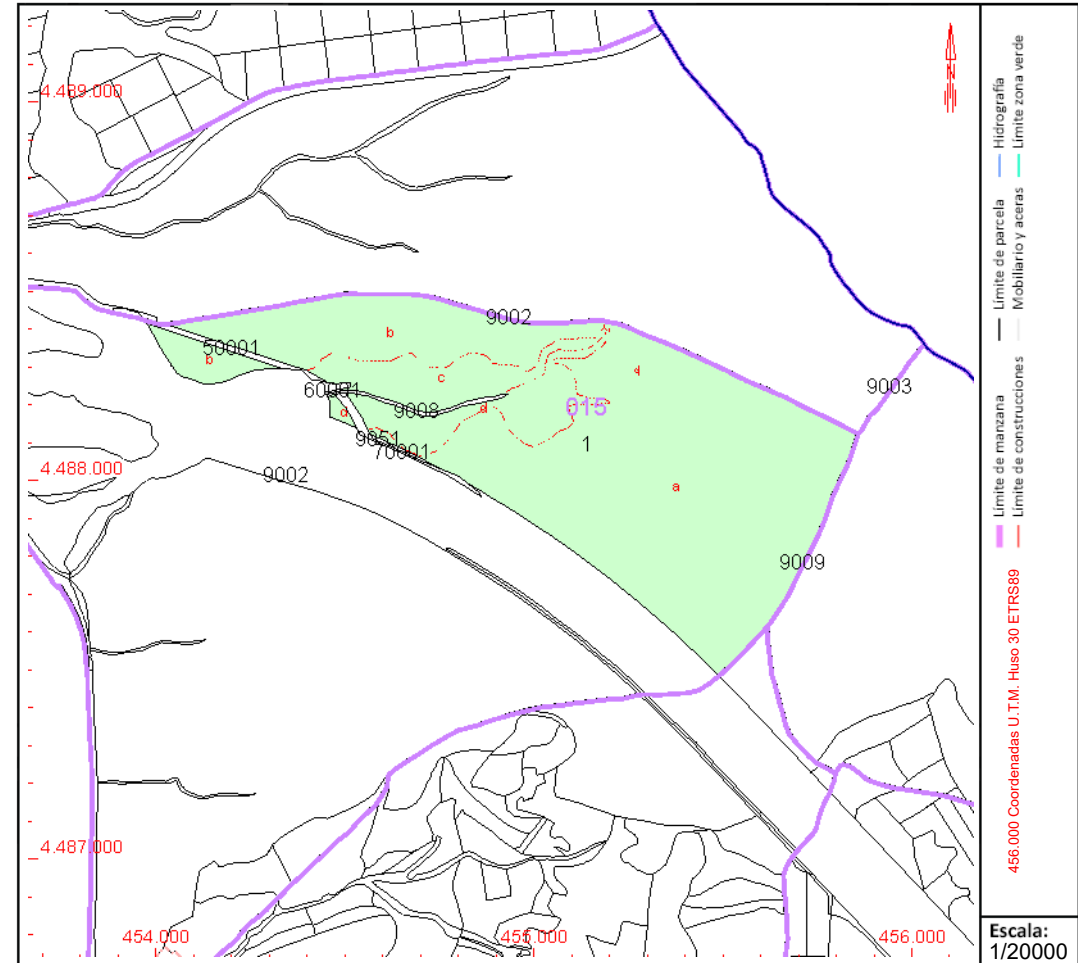 N
4.489.000
9002
50001
b
b
60001
c
9003
d
d
9008
a
015
9051
1
70001
4.488.000
9002
a
9009
4.487.000
454.000
455.000
456.000
Límite de manzana
Límite de parcela
Hidrografía
Límite de construcciones
Mobiliario y aceras
Límite zona verde
456.000 Coordenadas U.T.M. Huso 30 ETRS89
Escala:
1/20000